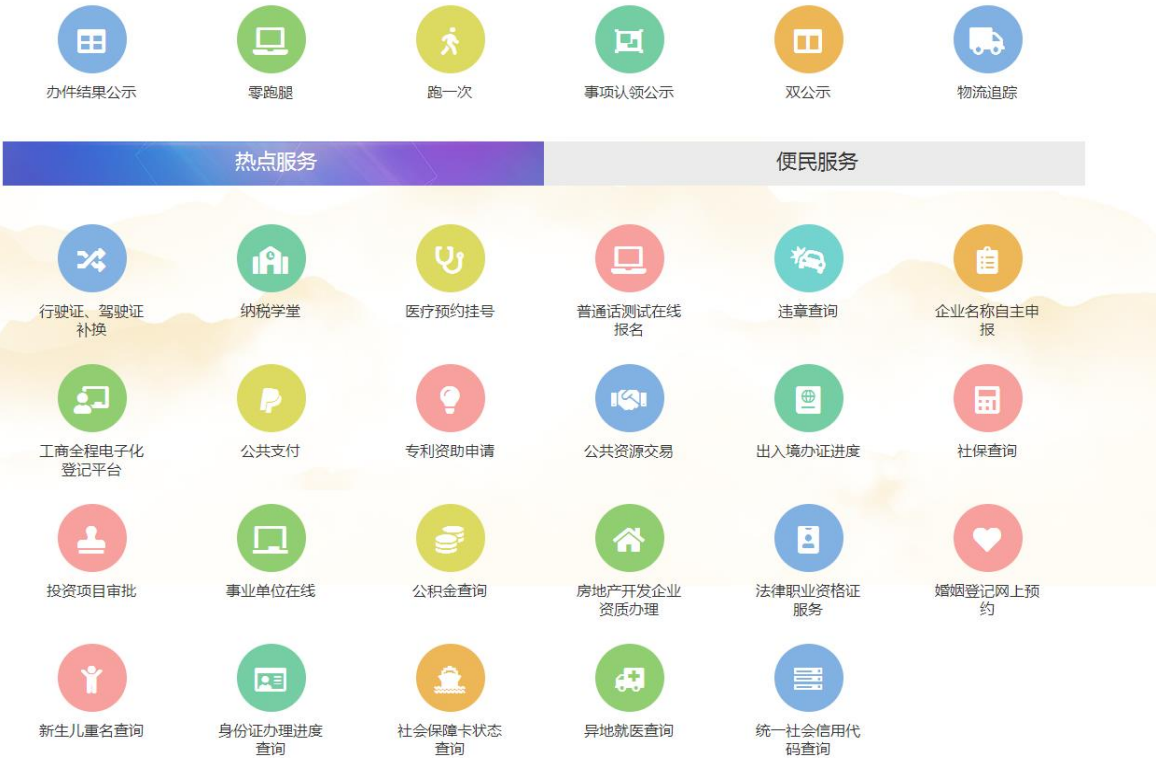 办件结果公示 零跑腿 跑一次 事项认领公示 双公示 物流追踪
热点服务 便民服务
行驶证、驾驶证补换 纳税学堂 医疗预约挂号 普通话测试在线报名 违章查询 企业名称自主申报
工商全程电子化登记平台 公共支付 专利资助申请 公共资源交易 出入境办证进度 社保查询
投资项目审批 事业单位在线 公积金查询 房地产开发企业资质办理 法律职业资格证服务 婚姻登记网上预约
新生儿重名查询 身份证办理进度查询 社会保障卡状态查询 异地就医查询 统一社会信用代码查询